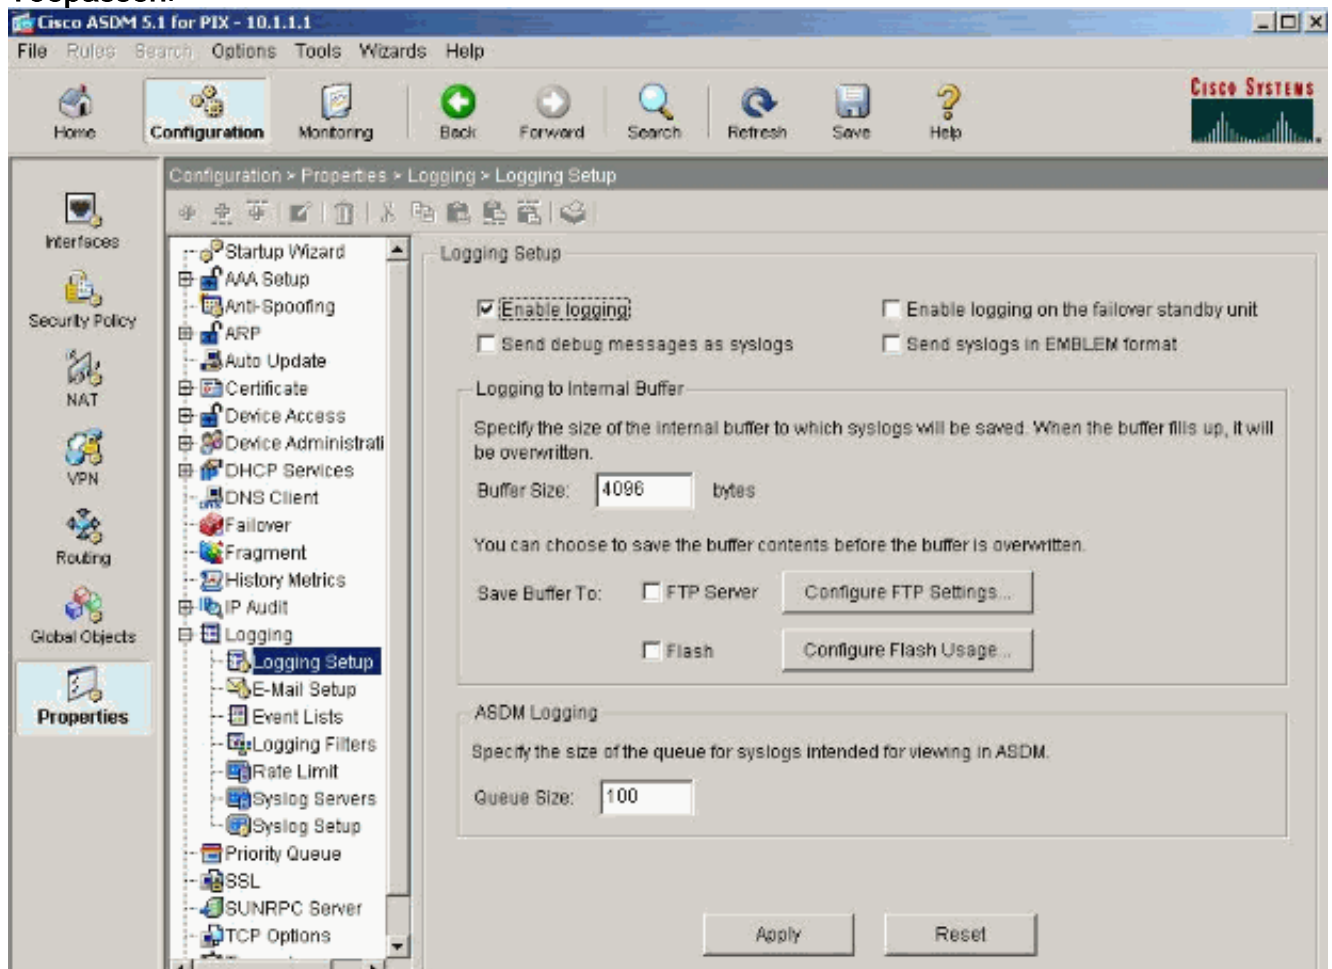 Toepassen.
Cisco ASDM 5.1 for PIX - 10.1.1.1
File Rules Search Options Tools Wizards Help
Home Configuration Monitoring Back Forward Search Refresh Save Help
CISCO SYSTEMS
Configuration > Properties > Logging > Logging Setup
Interfaces
Security Policy
NAT
VPN
Routing
Global Objects
Properties
Startup Wizard
AAA Setup
Anti-Spoofing
ARP
Auto Update
Certificate
Device Access
Device Administrati
DHCP Services
DNS Client
Failover
Fragment
History Metrics
IP Audit
Logging
Logging Setup
E-Mail Setup
Event Lists
Logging Filters
Rate Limit
Syslog Servers
Syslog Setup
Priority Queue
SSL
SUNRPC Server
TCP Options
Logging Setup
Enable logging
Enable logging on the failover standby unit
Send debug messages as syslogs
Send syslogs in EMBLEM format
Logging to Internal Buffer
Specify the size of the internal buffer to which syslogs will be saved. When the buffer fills up, it will
be overwritten.
Buffer Size: 4096 bytes
You can choose to save the buffer contents before the buffer is overwritten.
Save Buffer To: FTP Server Configure FTP Settings...
Flash Configure Flash Usage...
ASDM Logging
Specify the size of the queue for syslogs intended for viewing in ASDM.
Queue Size: 100
Apply Reset